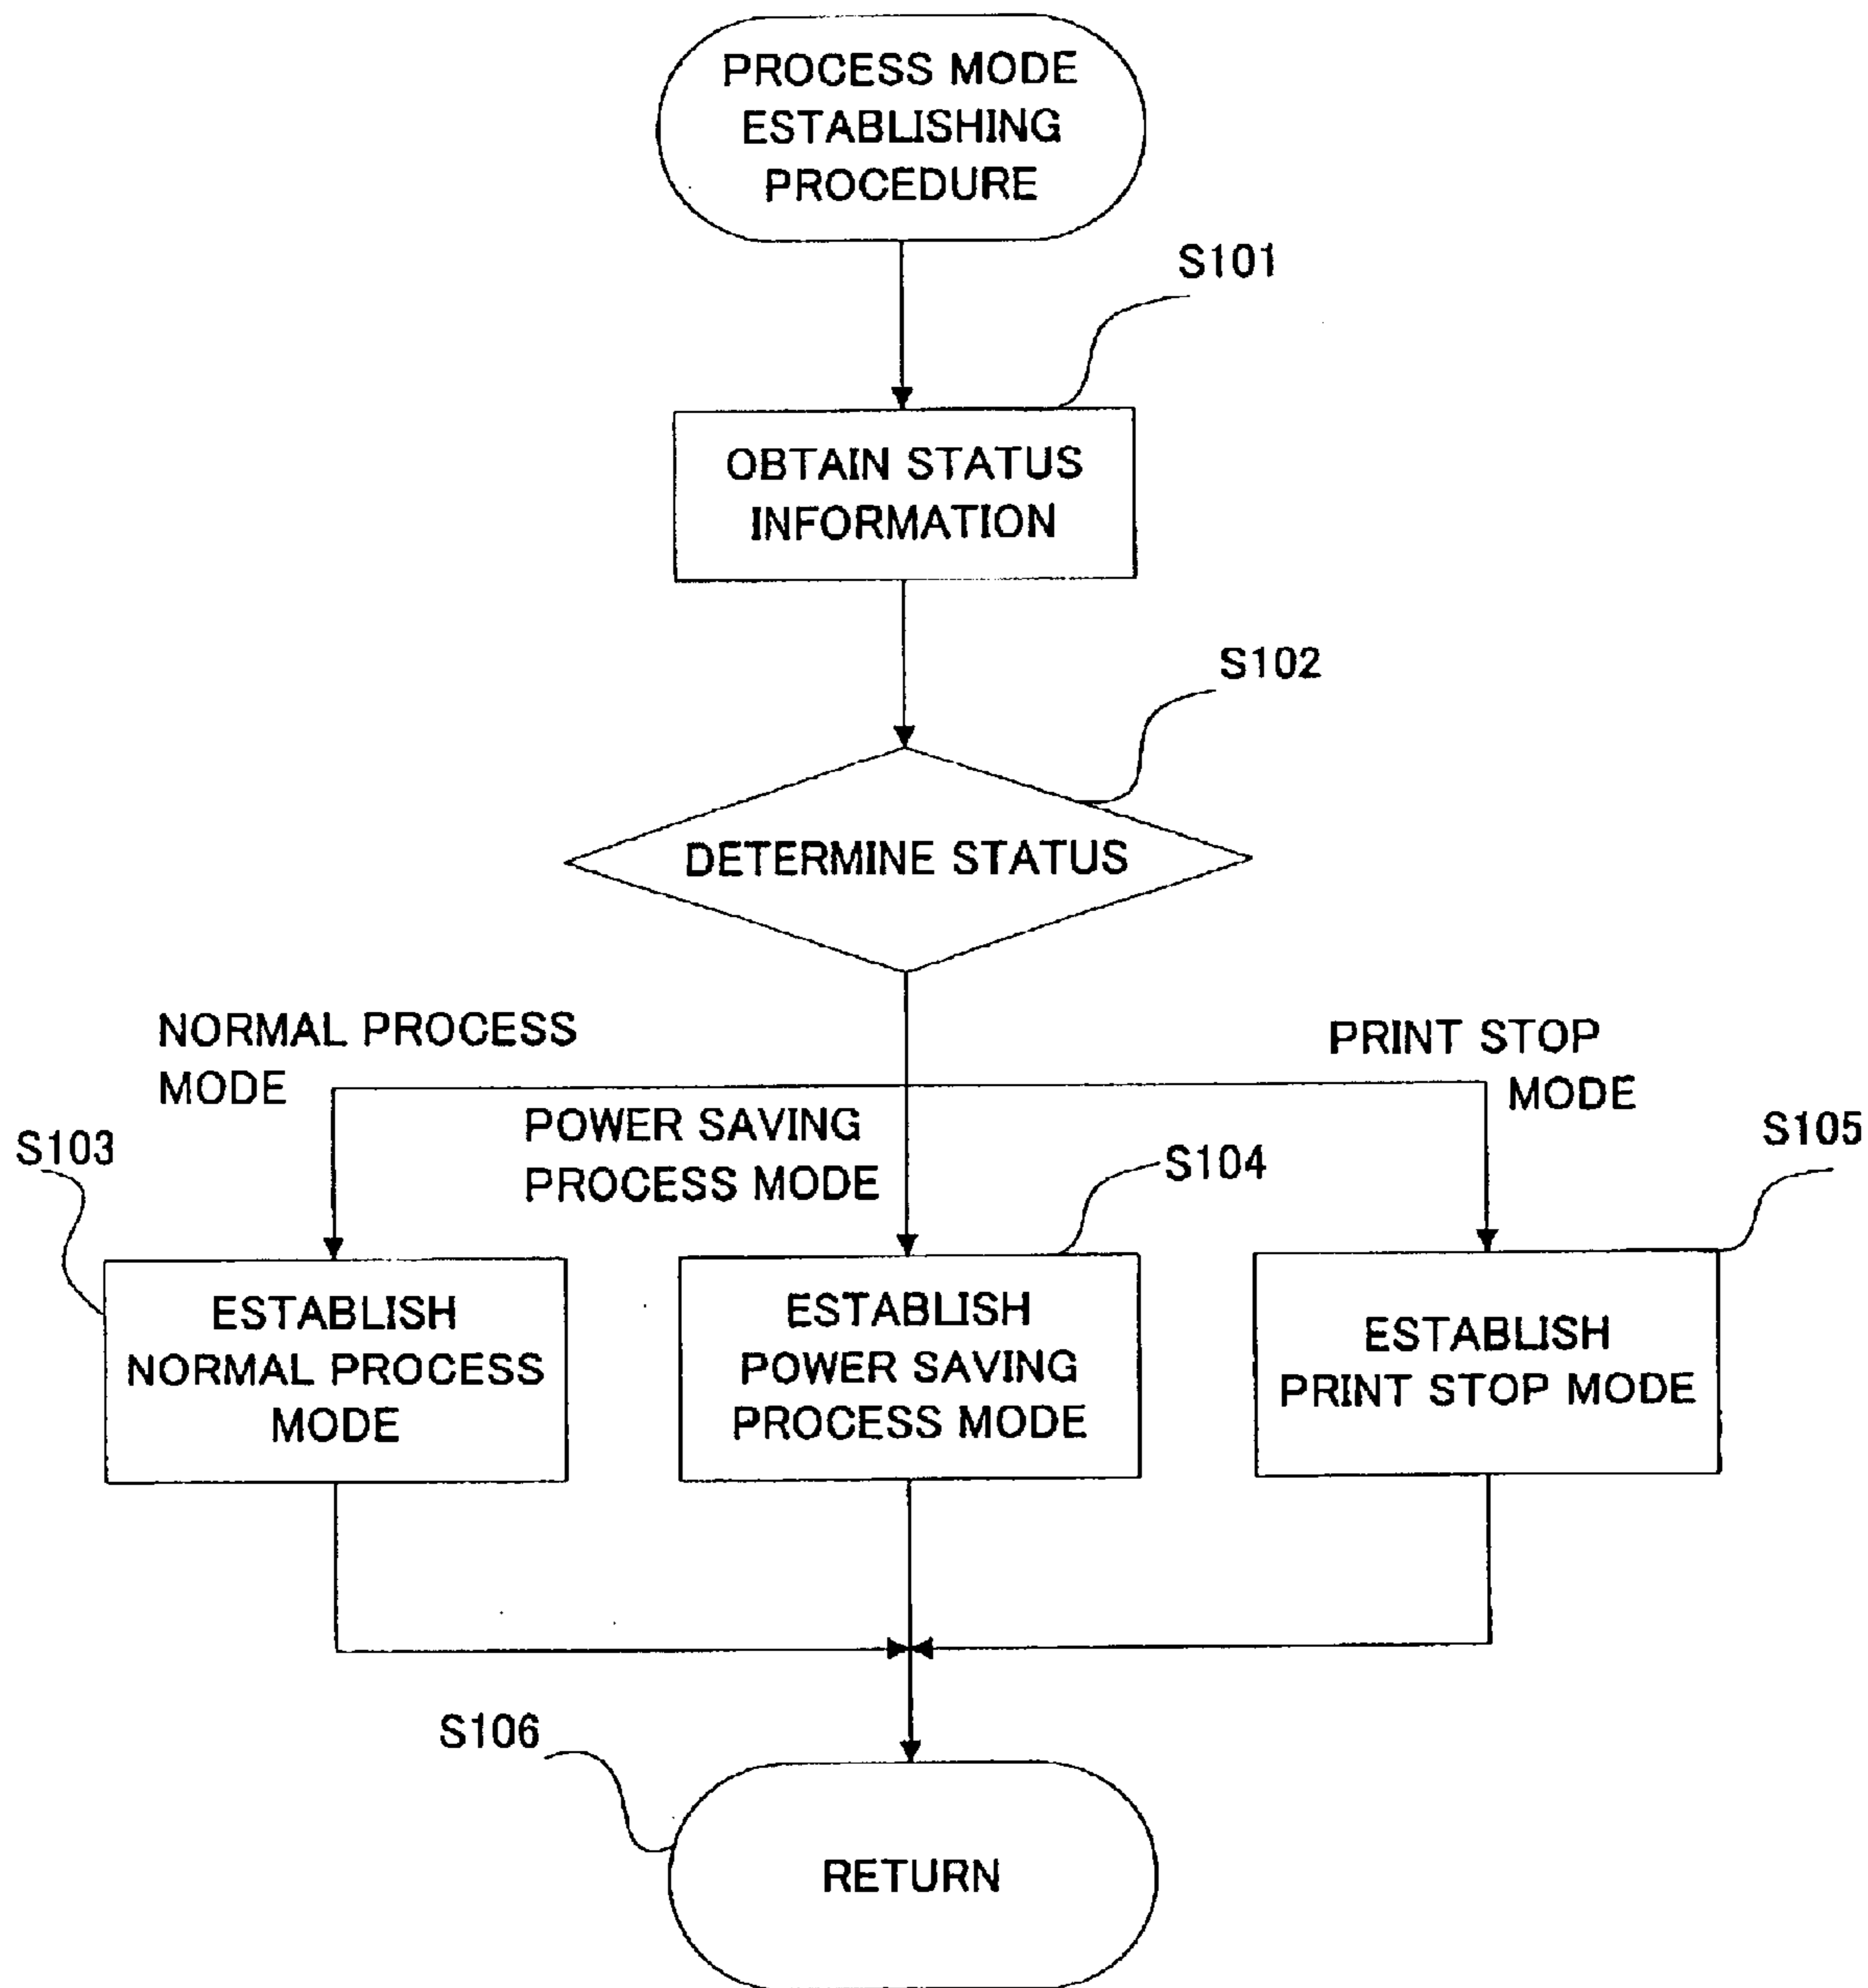 PROCESS MODE
ESTABLISHING
PROCEDURE
S101
OBTAIN STATUS
INFORMATION
S102
DETERMINE STATUS
NORMAL PROCESS
MODE
POWER SAVING
PROCESS MODE
PRINT STOP
MODE
S103
ESTABLISH
NORMAL PROCESS
MODE
S104
ESTABLISH
POWER SAVING
PROCESS MODE
S105
ESTABLISH
PRINT STOP MODE
S106
RETURN